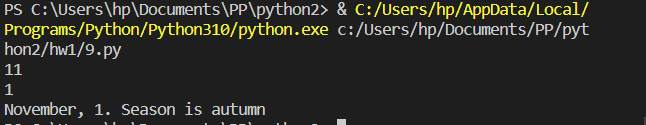 PS C:\Users\hp\Documents\PP\python2> & C:/Users/hp/AppData/Local/
Programs/Python/Python310/python.exe c:/Users/hp/Documents/PP/pyt
hon2/hw1/9.py
11
1
November, 1. Season is autumn